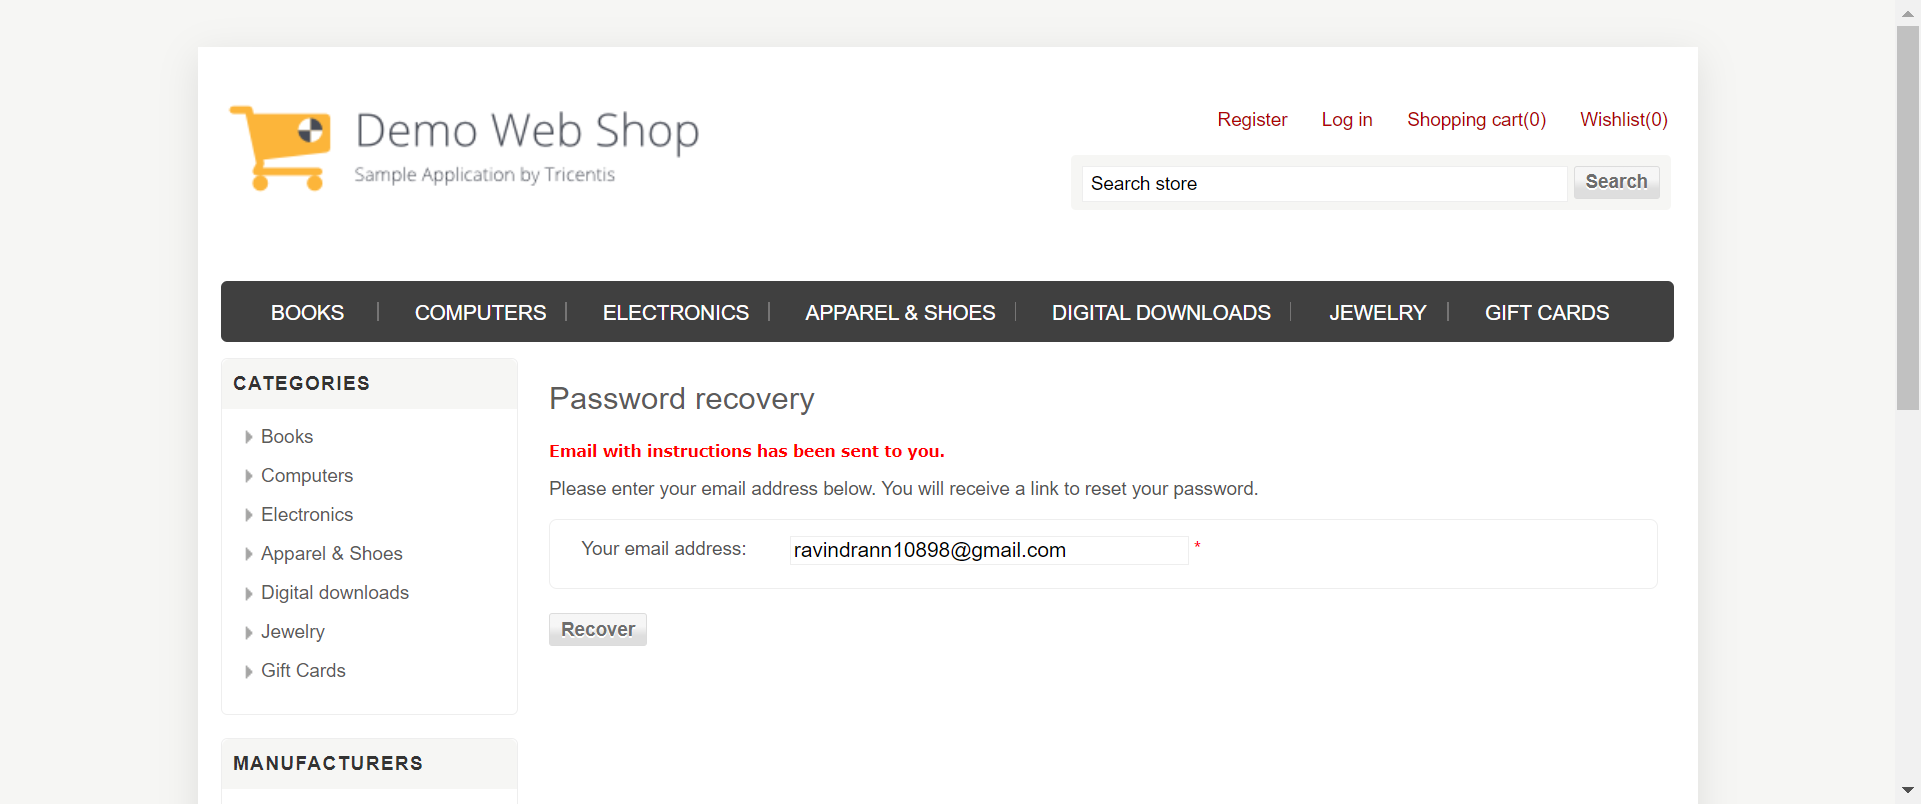 Demo Web Shop
Sample Application by Tricentis
Register Log in Shopping cart(0) Wishlist(0)
Search store Search
BOOKS COMPUTERS ELECTRONICS APPAREL & SHOES DIGITAL DOWNLOADS JEWELRY GIFT CARDS
CATEGORIES
Books
Computers
Electronics
Apparel & Shoes
Digital downloads
Jewelry
Gift Cards
MANUFACTURERS
Password recovery
Email with instructions has been sent to you.
Please enter your email address below. You will receive a link to reset your password.
Your email address: ravindrann10898@gmail.com *
Recover